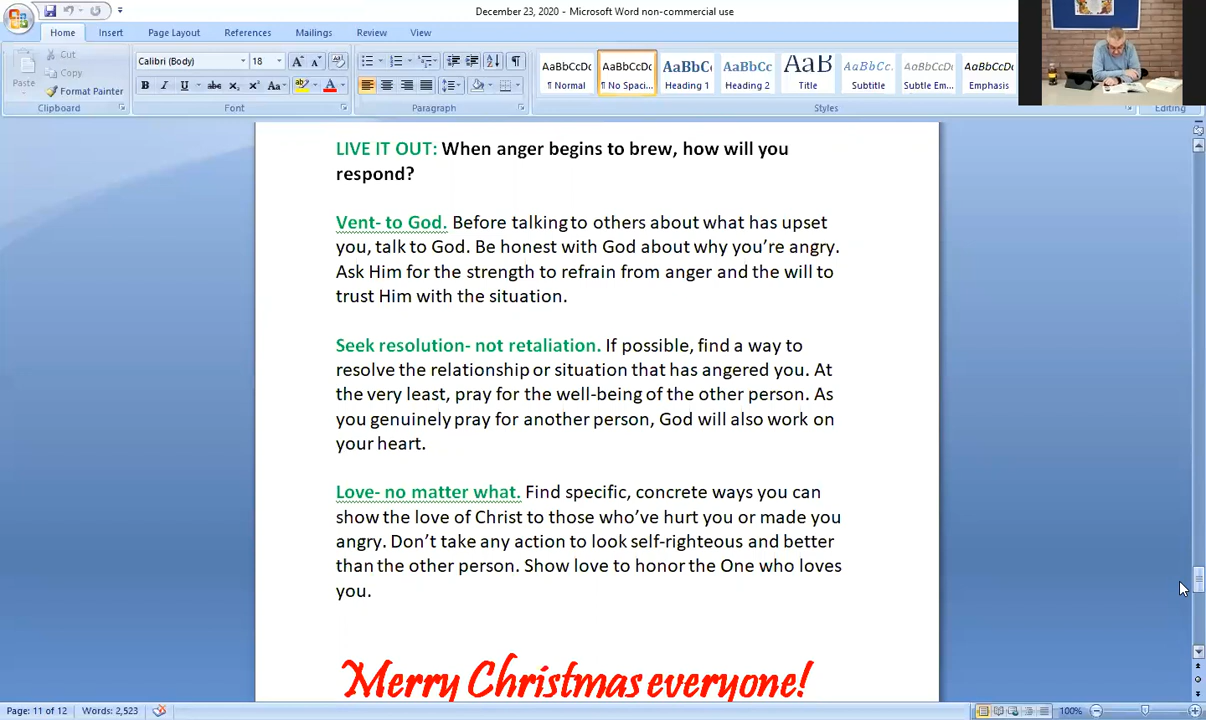 December 23, 2020 - Microsoft Word non-commercial use
Home Insert Page Layout References Mailings Review View
Paste Cut Copy Format Painter
Clipboard
Calibri (Body) 18
Font
Paragraph
AaBbCcDc AaBbCcDc AaBbC AaBbCc AaB AaBbCc. AaBbCcDc AaBbCcDc
¶ Normal ¶ No Spaci... Heading 1 Heading 2 Title Subtitle Subtle Em... Emphasis
Styles
Editing
LIVE IT OUT: When anger begins to brew, how will you
respond?
Vent- to God. Before talking to others about what has upset
you, talk to God. Be honest with God about why you’re angry.
Ask Him for the strength to refrain from anger and the will to
trust Him with the situation.
Seek resolution- not retaliation. If possible, find a way to
resolve the relationship or situation that has angered you. At
the very least, pray for the well-being of the other person. As
you genuinely pray for another person, God will also work on
your heart.
Love- no matter what. Find specific, concrete ways you can
show the love of Christ to those who’ve hurt you or made you
angry. Don’t take any action to look self-righteous and better
than the other person. Show love to honor the One who loves
you.
Merry Christmas everyone!
Page: 11 of 12 Words: 2,523 100%